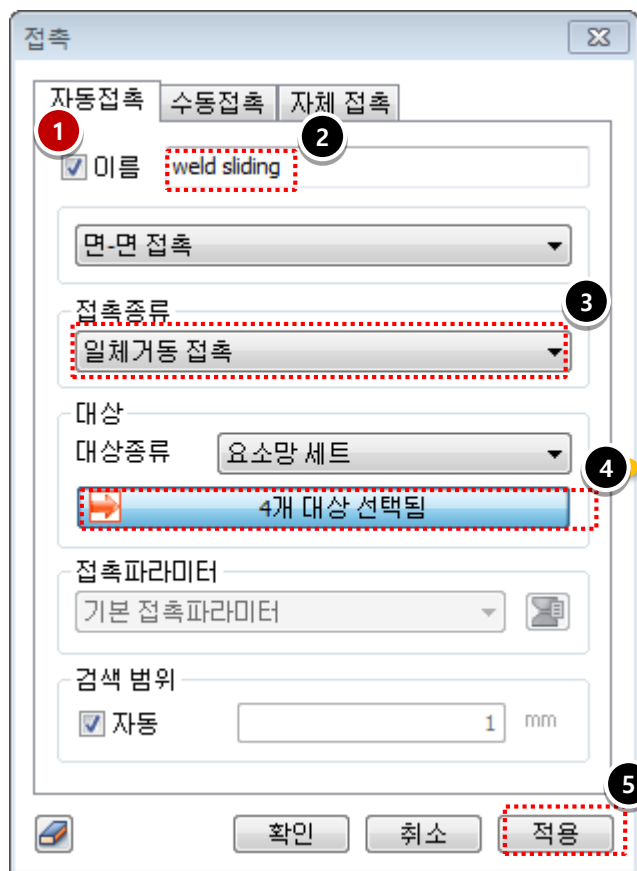 접촉
자동접촉 수동접촉 자체 접촉
1 2
이름 weld sliding
면-면 접촉
3
접촉종류
일체거동 접촉
대상
대상종류 요소망 세트
4
4개 대상 선택됨
접촉파라미터
기본 접촉파라미터
검색 범위
자동 1 mm
5
확인 취소 적용